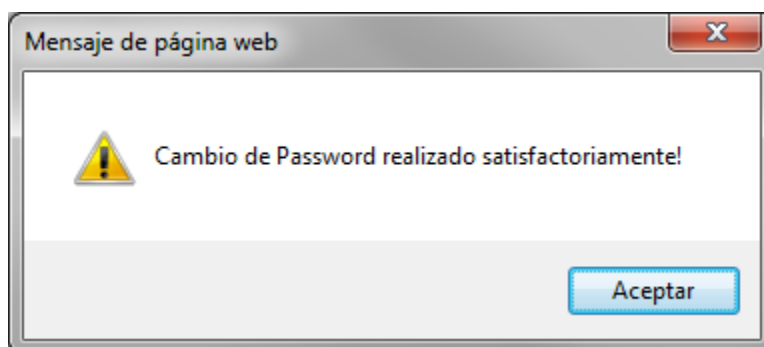 Mensaje de página web
Cambio de Password realizado satisfactoriamente!
Aceptar